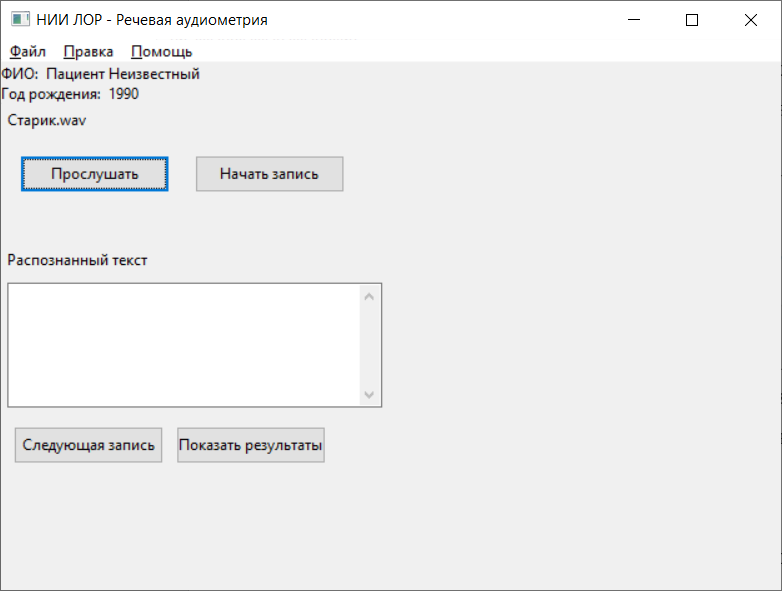 НИИ ЛОР - Речевая аудиометрия
Файл Правка Помощь
ФИО: Пациент Неизвестный
Год рождения: 1990
Старик.wav
Прослушать Начать запись
Распознанный текст
Следующая запись Показать результаты